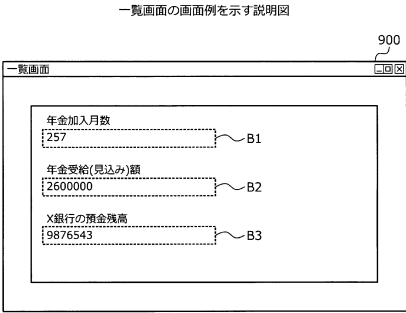 一覧画面の画面例を示す説明図
900
一覧画面
年金加入月数
257
B1
年金受給(見込み)額
2600000
B2
X銀行の預金残高
9876543
B3